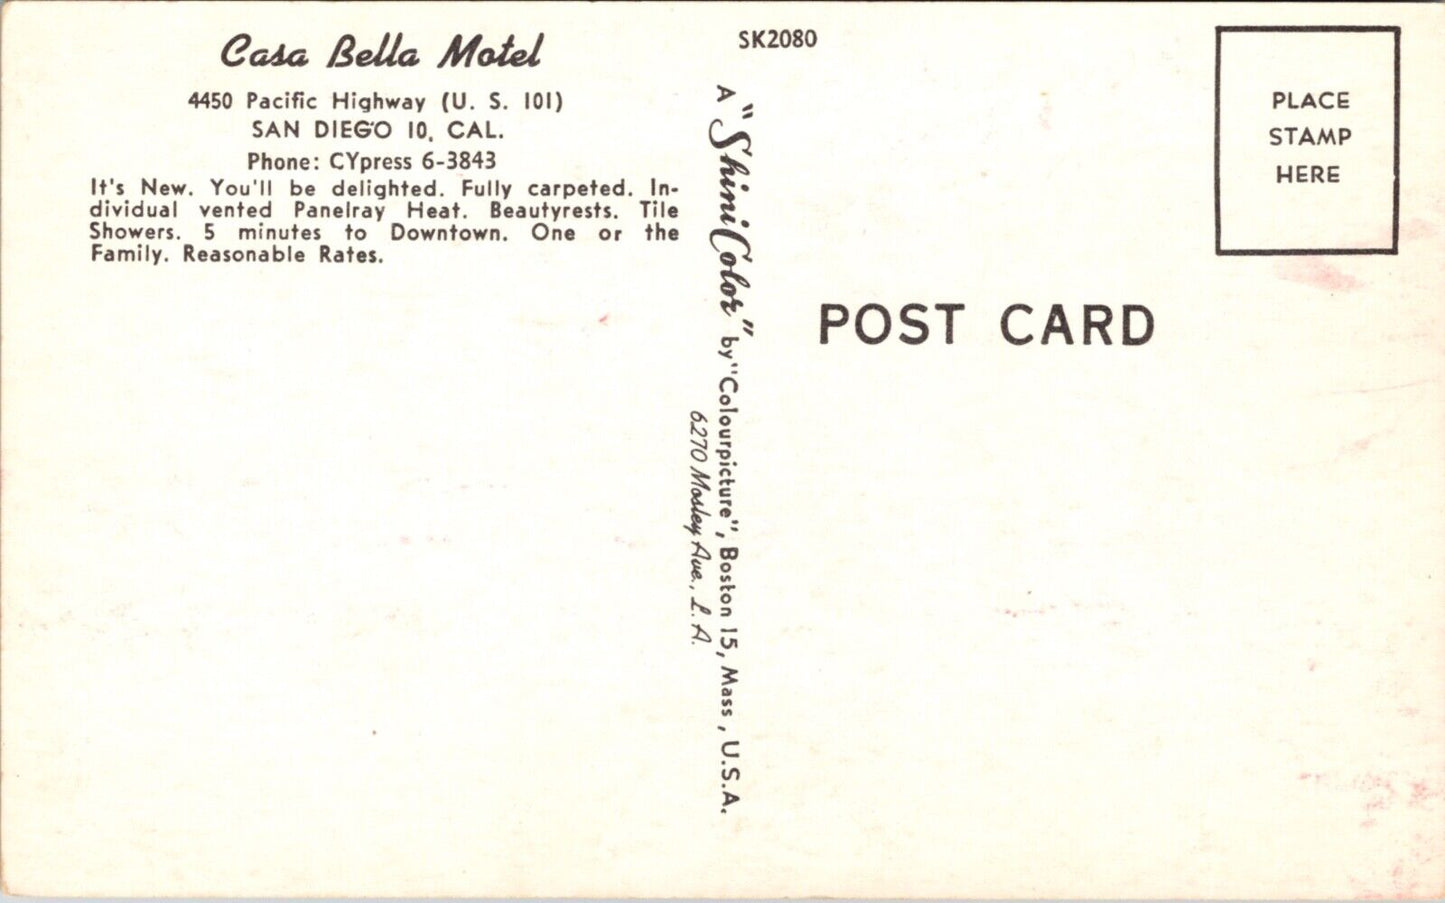 Casa Bella Motel
4450 Pacific Highway (U. S. 101)
SAN DIEGO 10, CAL.
Phone: CYpress 6-3843
It's New. You'll be delighted. Fully carpeted. In-
dividual vented Panelray Heat. Beautyrests. Tile
Showers. 5 minutes to Downtown. One or the
Family. Reasonable Rates.
SK2080
A "ShiniColor" by "Colourpicture", Boston 15, Mass, U.S.A.
6270 Mosley Ave., L. A.
PLACE
STAMP
HERE
POST CARD